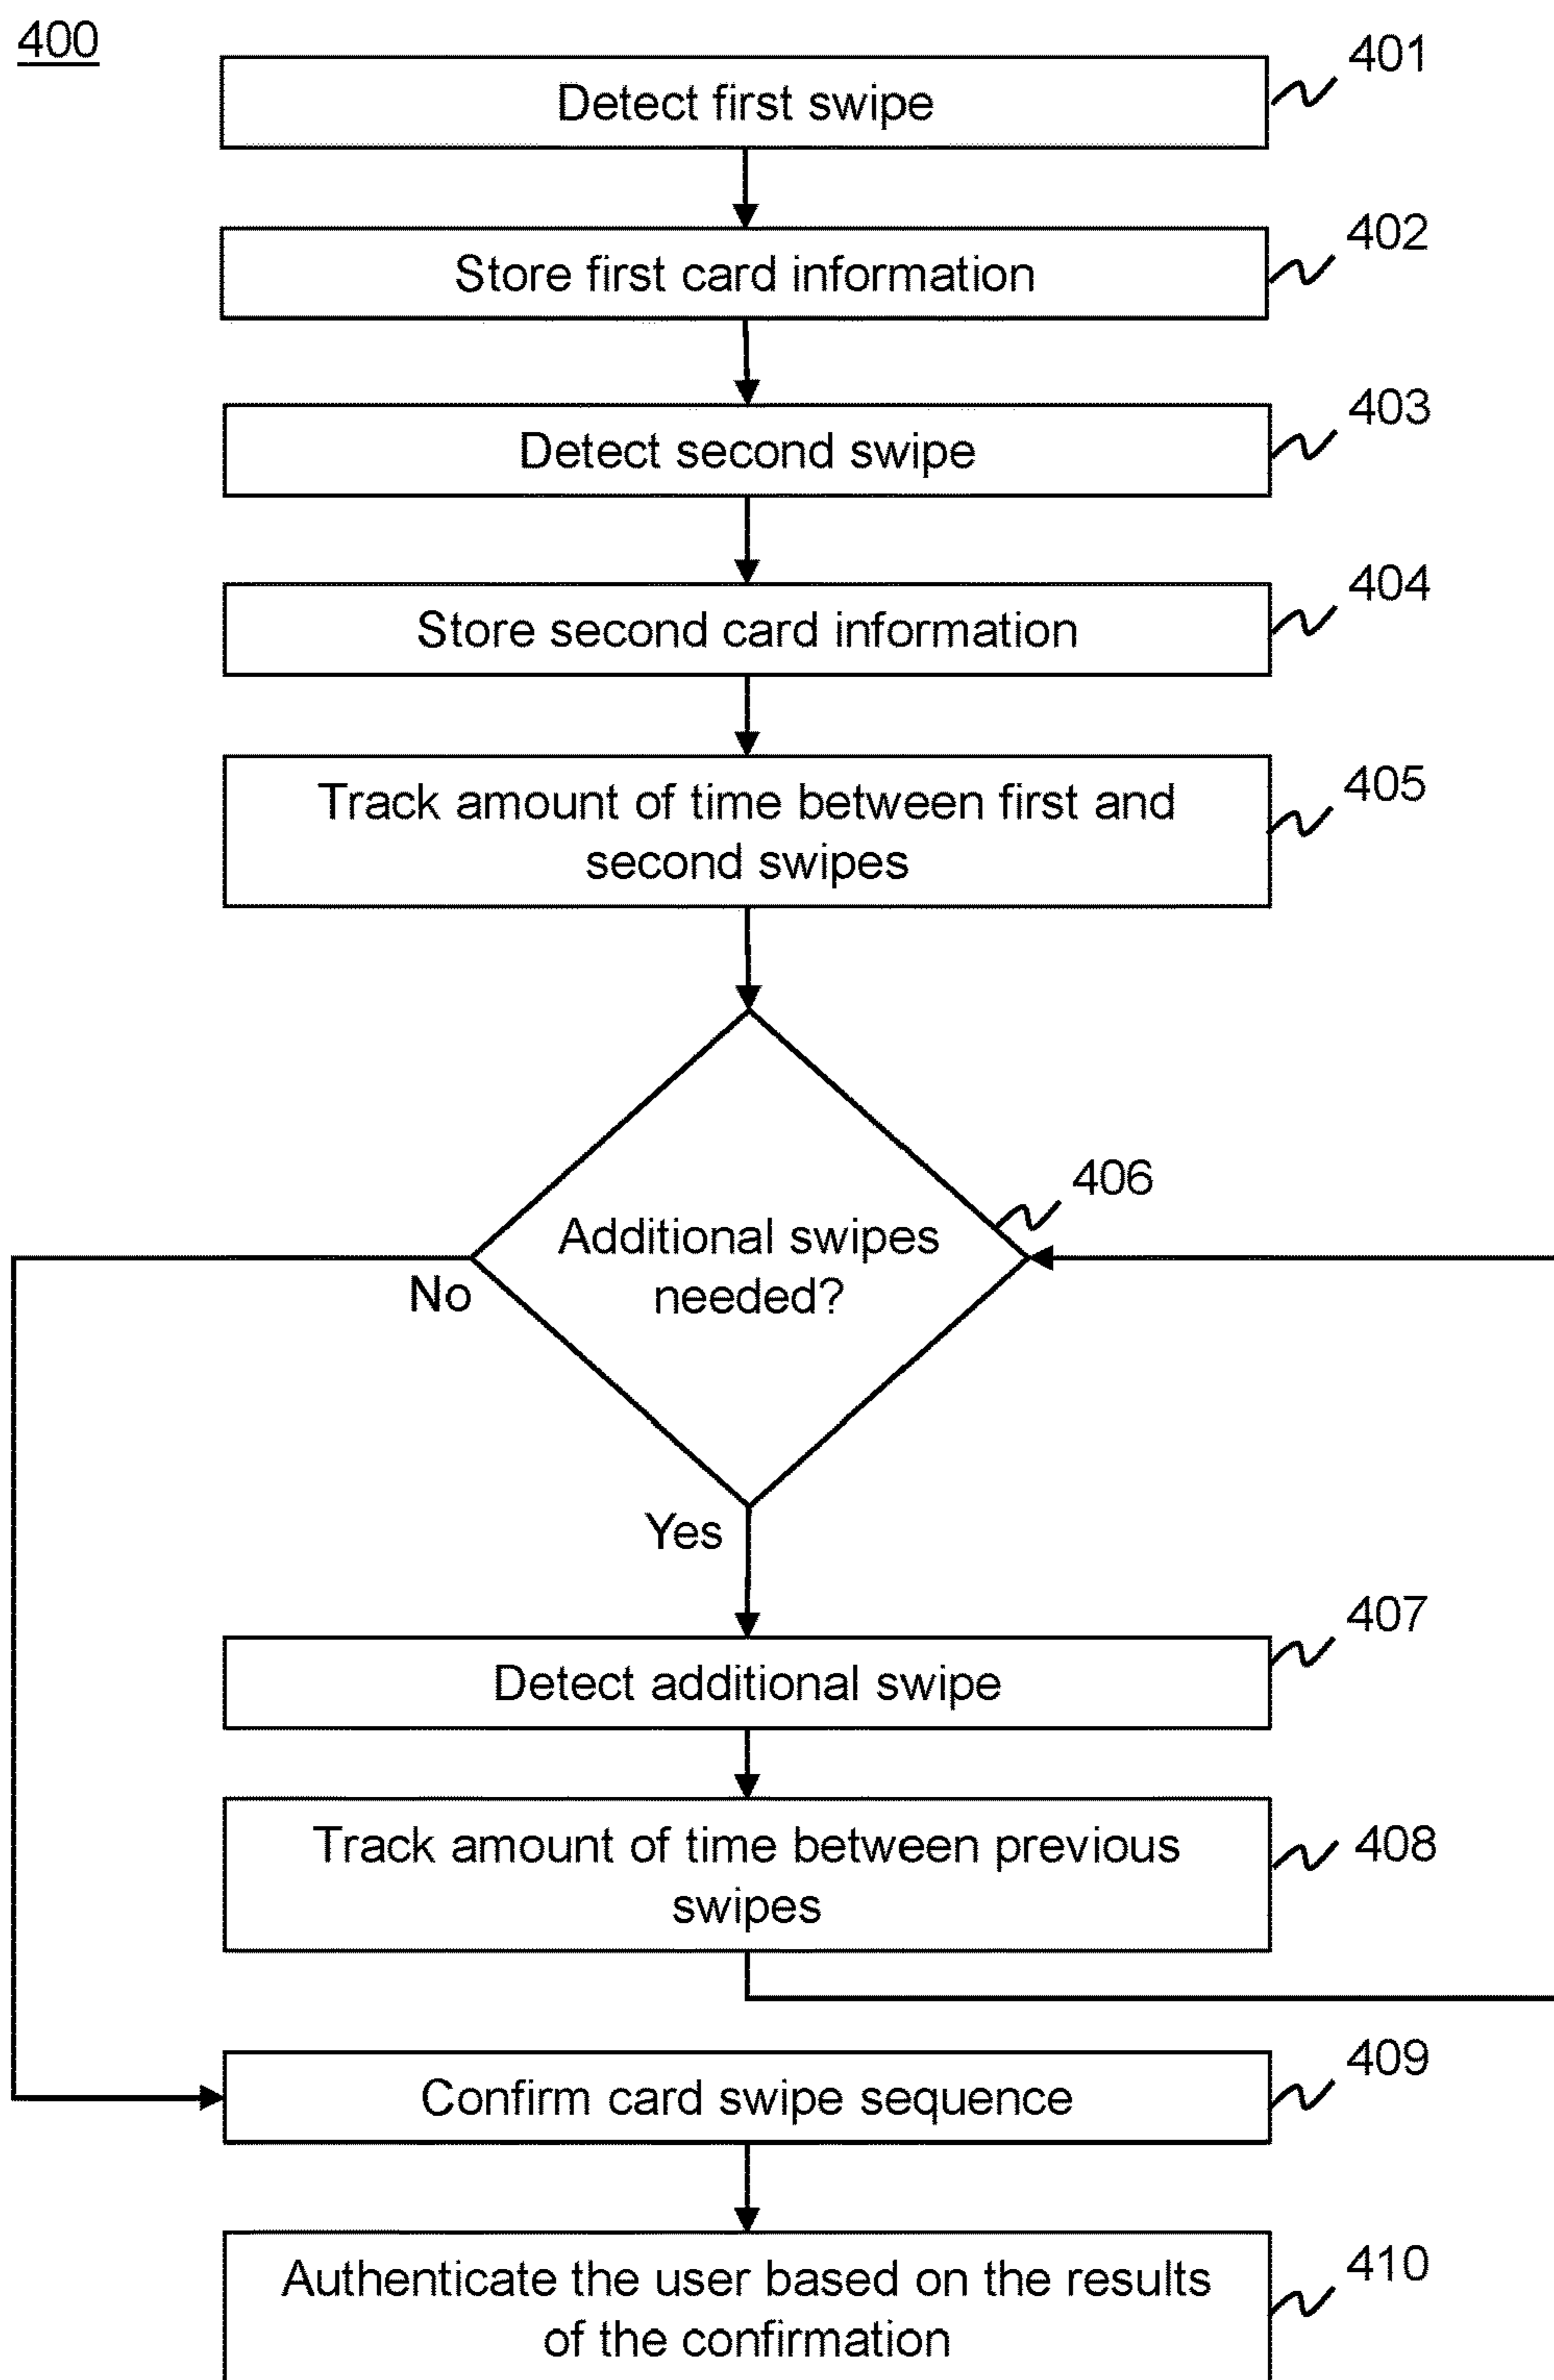 400
401
Detect first swipe
402
Store first card information
403
Detect second swipe
404
Store second card information
405
Track amount of time between first and
second swipes
406
Additional swipes
needed?
No
Yes
407
Detect additional swipe
408
Track amount of time between previous
swipes
409
Confirm card swipe sequence
410
Authenticate the user based on the results
of the confirmation